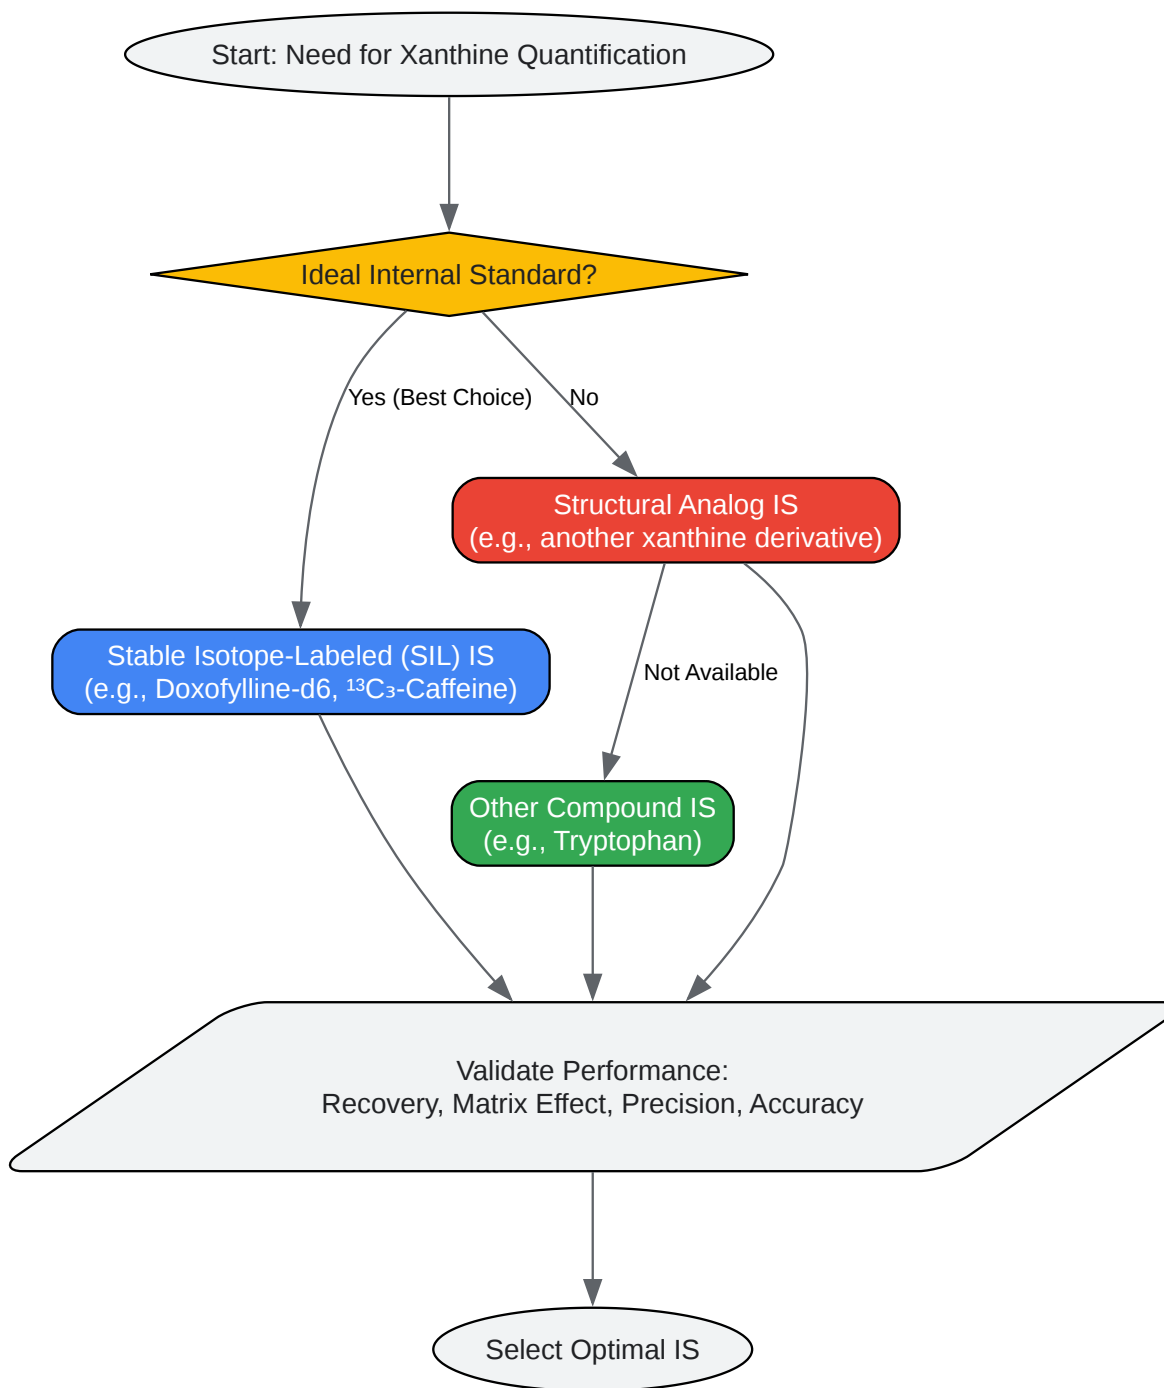 Start: Need for Xanthine Quantification
Ideal Internal Standard?
Yes (Best Choice)
No
Structural Analog IS
(e.g., another xanthine derivative)
Stable Isotope-Labeled (SIL) IS
(e.g., Doxofylline-d6, ¹³C₃-Caffeine)
Not Available
Other Compound IS
(e.g., Tryptophan)
Validate Performance:
Recovery, Matrix Effect, Precision, Accuracy
Select Optimal IS